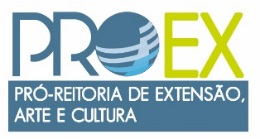 PROEX
PRÓ-REITORIA DE EXTENSÃO,
ARTE E CULTURA